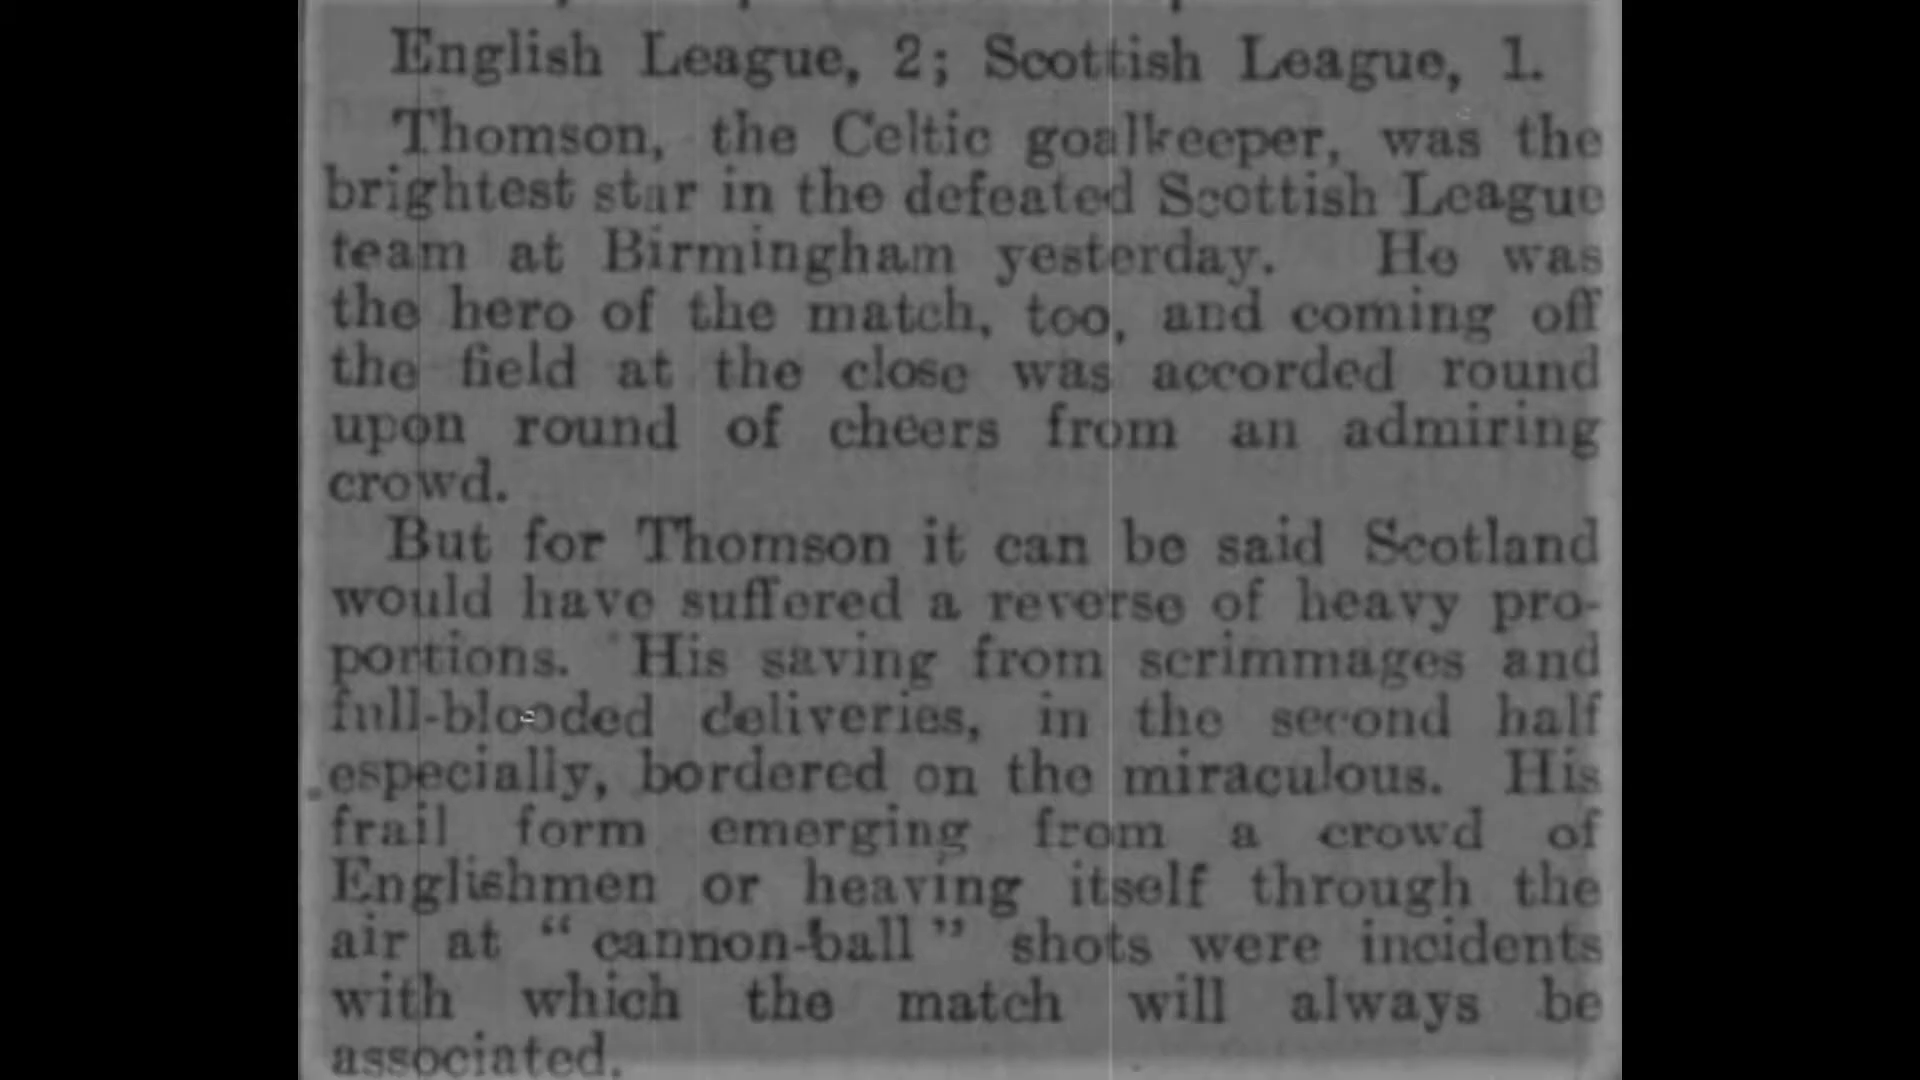 English League, 2; Scottish League, 1.
Thomson, the Celtic goalkeeper, was the
brightest star in the defeated Scottish League
team at Birmingham yesterday. He was
the hero of the match, too, and coming off
the field at the close was accorded round
upon round of cheers from an admiring
crowd.
But for Thomson it can be said Scotland
would have suffered a reverse of heavy pro-
portions. His saving from scrimmages and
full-blooded deliveries, in the second half
especially, bordered on the miraculous. His
frail form emerging from a crowd of
Englishmen or heaving itself through the
air at "cannon-ball" shots were incidents
with which the match will always be
associated.